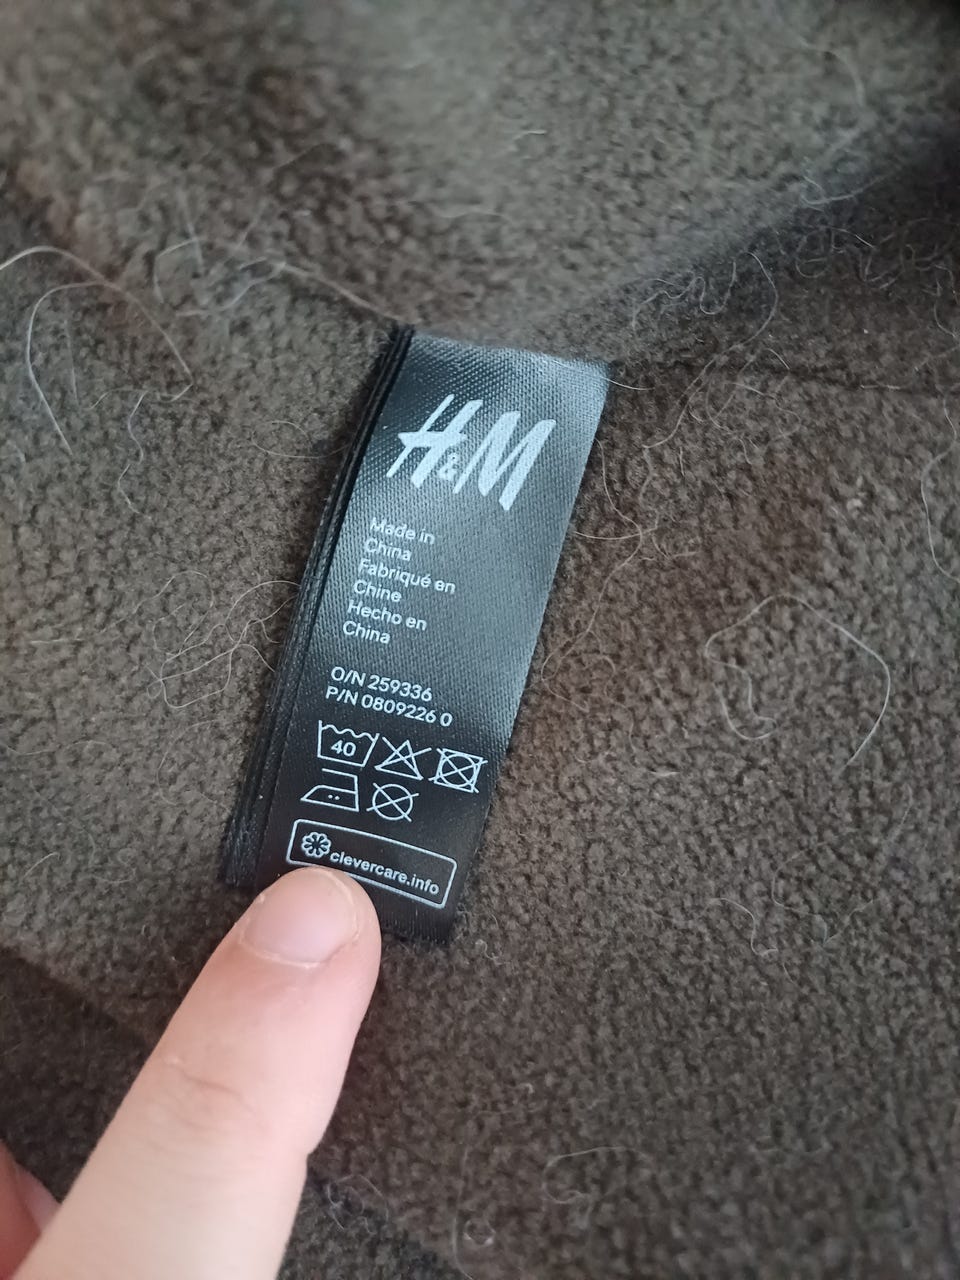 H&M
Made in
China
Fabriqué en
Chine
Hecho en
China
O/N 259336
P/N 0809226 0
40
clevercare.info